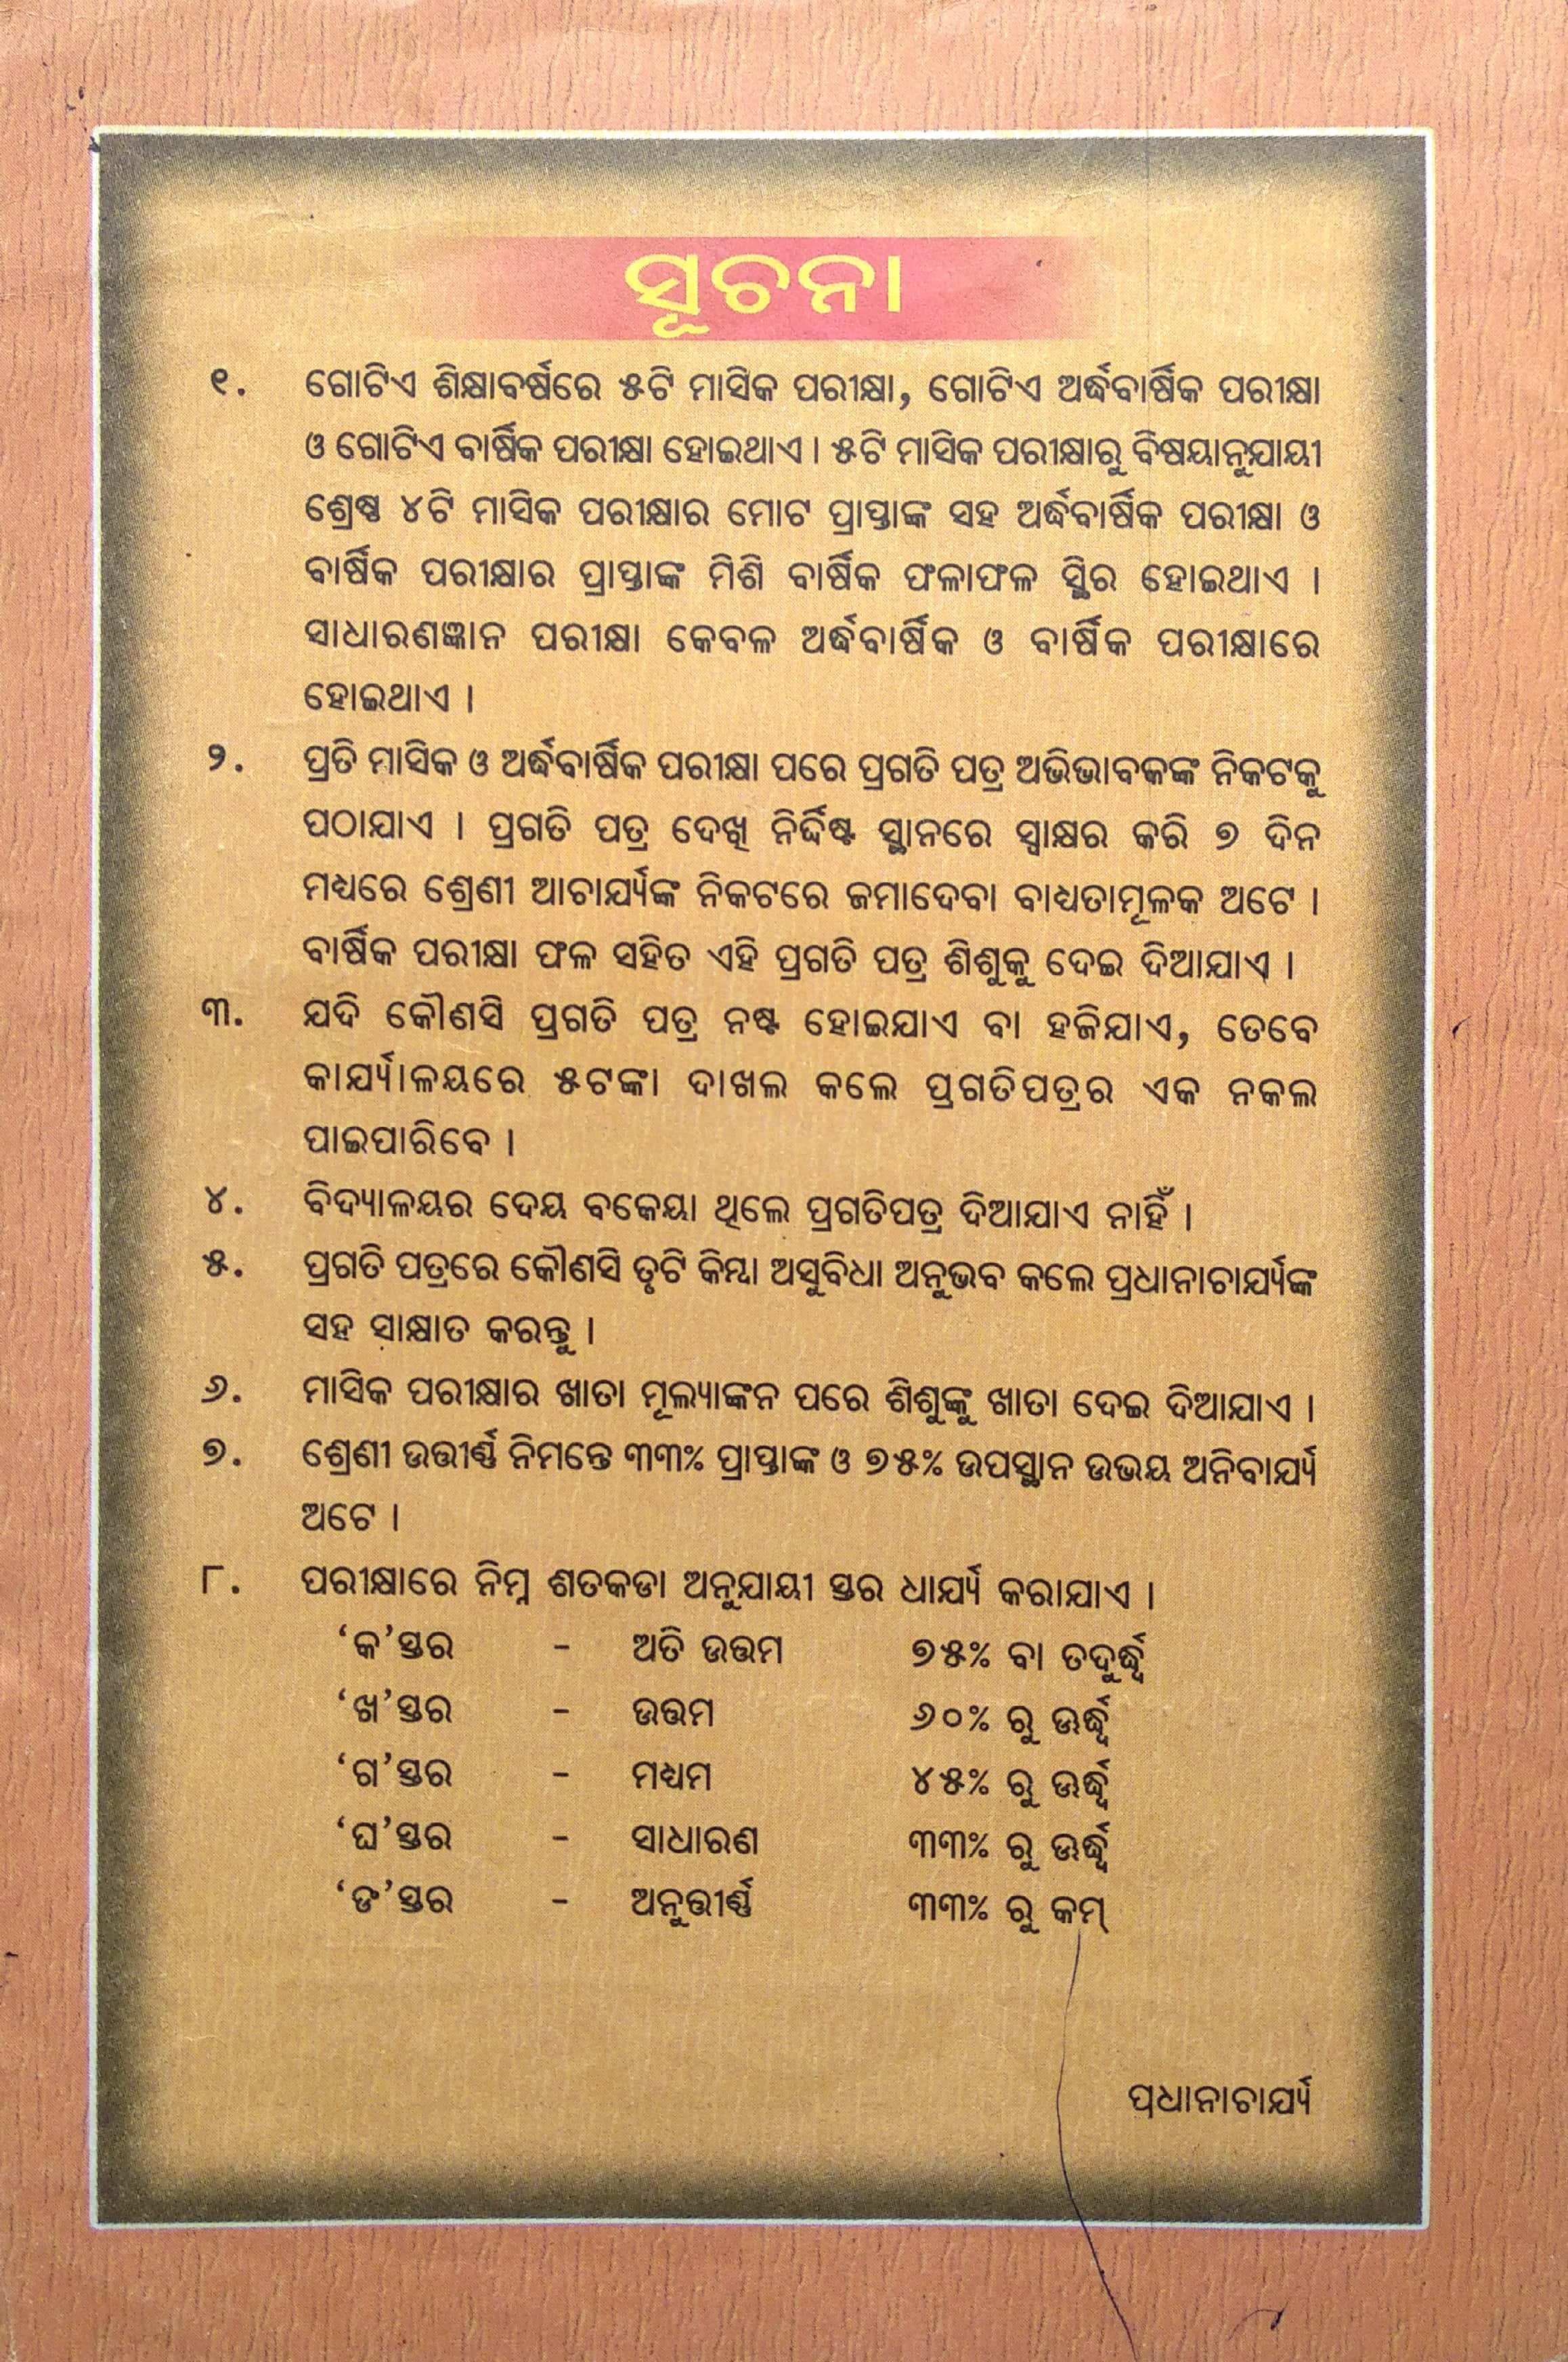 ସୂଚନା
୧. ଗୋଟିଏ ଶିକ୍ଷାବର୍ଷରେ ୫ଟି ମାସିକ ପରୀକ୍ଷା, ଗୋଟିଏ ଅର୍ଦ୍ଧବାର୍ଷିକ ପରୀକ୍ଷା
ଓ ଗୋଟିଏ ବାର୍ଷିକ ପରୀକ୍ଷା ହୋଇଥାଏ । ୫ଟି ମାସିକ ପରୀକ୍ଷାରୁ ବିଷୟାନୁଯାୟୀ
ଶ୍ରେଷ୍ଠ ୪ଟି ମାସିକ ପରୀକ୍ଷାର ମୋଟ ପ୍ରାପ୍ତାଙ୍କ ସହ ଅର୍ଦ୍ଧବାର୍ଷିକ ପରୀକ୍ଷା ଓ
ବାର୍ଷିକ ପରୀକ୍ଷାର ପ୍ରାପ୍ତାଙ୍କ ମିଶି ବାର୍ଷିକ ଫଳାଫଳ ସ୍ଥିର ହୋଇଥାଏ ।
ସାଧାରଣଜ୍ଞାନ ପରୀକ୍ଷା କେବଳ ଅର୍ଦ୍ଧବାର୍ଷିକ ଓ ବାର୍ଷିକ ପରୀକ୍ଷାରେ
ହୋଇଥାଏ ।
୨. ପ୍ରତି ମାସିକ ଓ ଅର୍ଦ୍ଧବାର୍ଷିକ ପରୀକ୍ଷା ପରେ ପ୍ରଗତି ପତ୍ର ଅଭିଭାବକଙ୍କ ନିକଟକୁ
ପଠାଯାଏ । ପ୍ରଗତି ପତ୍ର ଦେଖି ନିର୍ଦ୍ଦିଷ୍ଟ ସ୍ଥାନରେ ସ୍ୱାକ୍ଷର କରି ୭ ଦିନ
ମଧ୍ୟରେ ଶ୍ରେଣୀ ଆଚାର୍ଯ୍ୟଙ୍କ ନିକଟରେ ଜମାଦେବା ବାଧ୍ୟତାମୂଳକ ଅଟେ ।
ବାର୍ଷିକ ପରୀକ୍ଷା ଫଳ ସହିତ ଏହି ପ୍ରଗତି ପତ୍ର ଶିଶୁକୁ ଦେଇ ଦିଆଯାଏ ।
୩. ଯଦି କୌଣସି ପ୍ରଗତି ପତ୍ର ନଷ୍ଟ ହୋଇଯାଏ ବା ହଜିଯାଏ, ତେବେ
କାର୍ଯ୍ୟାଳୟରେ ୫ଟଙ୍କା ଦାଖଲ କଲେ ପ୍ରଗତିପତ୍ରର ଏକ ନକଲ
ପାଇପାରିବେ ।
୪. ବିଦ୍ୟାଳୟର ଦେୟ ବକେୟା ଥିଲେ ପ୍ରଗତିପତ୍ର ଦିଆଯାଏ ନାହିଁ ।
୫. ପ୍ରଗତି ପତ୍ରରେ କୌଣସି ତୃଟି କିମ୍ବା ଅସୁବିଧା ଅନୁଭବ କଲେ ପ୍ରଧାନାଚାର୍ଯ୍ୟଙ୍କ
ସହ ସାକ୍ଷାତ କରନ୍ତୁ ।
୬. ମାସିକ ପରୀକ୍ଷାର ଖାତା ମୂଲ୍ୟାଙ୍କନ ପରେ ଶିଶୁଙ୍କୁ ଖାତା ଦେଇ ଦିଆଯାଏ ।
୭. ଶ୍ରେଣୀ ଉତ୍ତୀର୍ଣ୍ଣ ନିମନ୍ତେ ୩୩% ପ୍ରାପ୍ତାଙ୍କ ଓ ୭୫% ଉପସ୍ଥାନ ଉଭୟ ଅନିବାର୍ଯ୍ୟ
ଅଟେ ।
୮. ପରୀକ୍ଷାରେ ନିମ୍ନ ଶତକଡା ଅନୁଯାୟୀ ସ୍ତର ଧାର୍ଯ୍ୟ କରାଯାଏ ।
‘କ’ସ୍ତର - ଅତି ଉତ୍ତମ ୭୫% ବା ତଦୁର୍ଦ୍ଧ୍ୱ
‘ଖ’ସ୍ତର - ଉତ୍ତମ ୬୦% ରୁ ଊର୍ଦ୍ଧ୍ୱ
‘ଗ’ସ୍ତର - ମଧ୍ୟମ ୪୫% ରୁ ଊର୍ଦ୍ଧ୍ୱ
‘ଘ’ସ୍ତର - ସାଧାରଣ ୩୩% ରୁ ଊର୍ଦ୍ଧ୍ୱ
‘ଙ’ସ୍ତର - ଅନୁତ୍ତୀର୍ଣ୍ଣ ୩୩% ରୁ କମ୍
ପ୍ରଧାନାଚାର୍ଯ୍ୟ